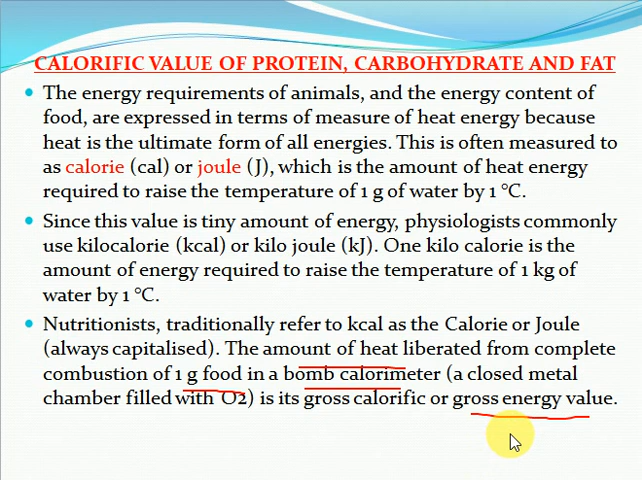 CALORIFIC VALUE OF PROTEIN, CARBOHYDRATE AND FAT
• The energy requirements of animals, and the energy content of
food, are expressed in terms of measure of heat energy because
heat is the ultimate form of all energies. This is often measured to
as calorie (cal) or joule (J), which is the amount of heat energy
required to raise the temperature of 1 g of water by 1 °C.
• Since this value is tiny amount of energy, physiologists commonly
use kilocalorie (kcal) or kilo joule (kJ). One kilo calorie is the
amount of energy required to raise the temperature of 1 kg of
water by 1 °C.
• Nutritionists, traditionally refer to kcal as the Calorie or Joule
(always capitalised). The amount of heat liberated from complete
combustion of 1 g food in a bomb calorimeter (a closed metal
chamber filled with O2) is its gross calorific or gross energy value.